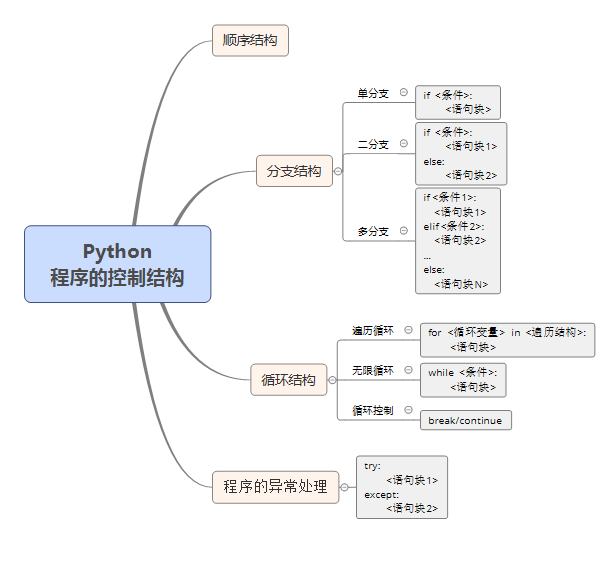 Python
程序的控制结构
顺序结构
分支结构
单分支
if <条件>:
<语句块>
二分支
if <条件>:
<语句块1>
else:
<语句块2>
多分支
if<条件1>:
<语句块1>
elif<条件2>:
<语句块2>
...
else:
<语句块N>
循环结构
遍历循环
for <循环变量> in <遍历结构>:
<语句块>
无限循环
while <条件>:
<语句块>
循环控制
break/continue
程序的异常处理
try:
<语句块1>
except:
<语句块2>